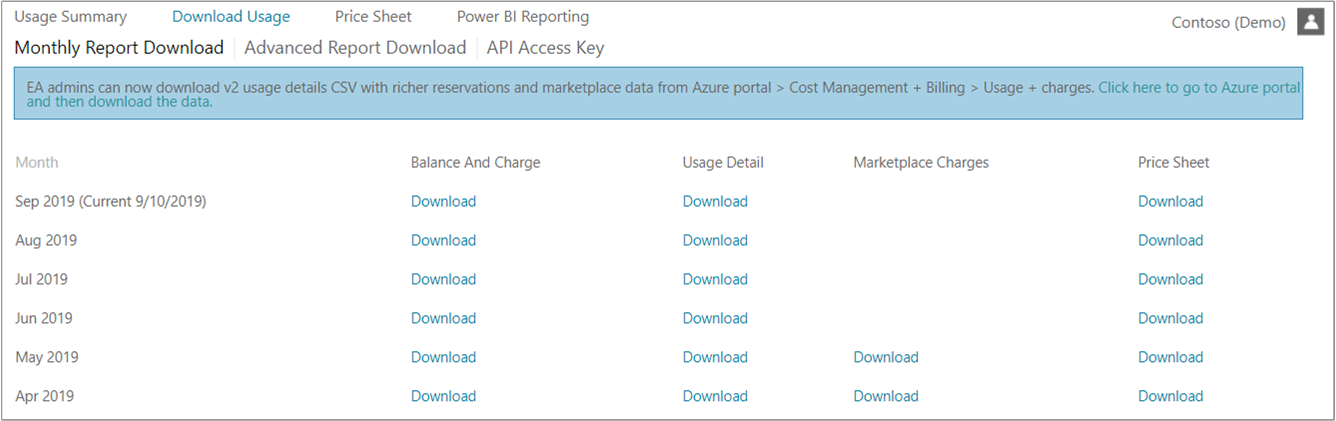 Usage Summary Download Usage Price Sheet Power BI Reporting Contoso (Demo)
Monthly Report Download Advanced Report Download API Access Key
EA admins can now download v2 usage details CSV with richer reservations and marketplace data from Azure portal > Cost Management + Billing > Usage + charges. Click here to go to Azure portal
and then download the data.
Month Balance And Charge Usage Detail Marketplace Charges Price Sheet
Sep 2019 (Current 9/10/2019) Download Download Download
Aug 2019 Download Download Download
Jul 2019 Download Download Download
Jun 2019 Download Download Download
May 2019 Download Download Download Download
Apr 2019 Download Download Download Download